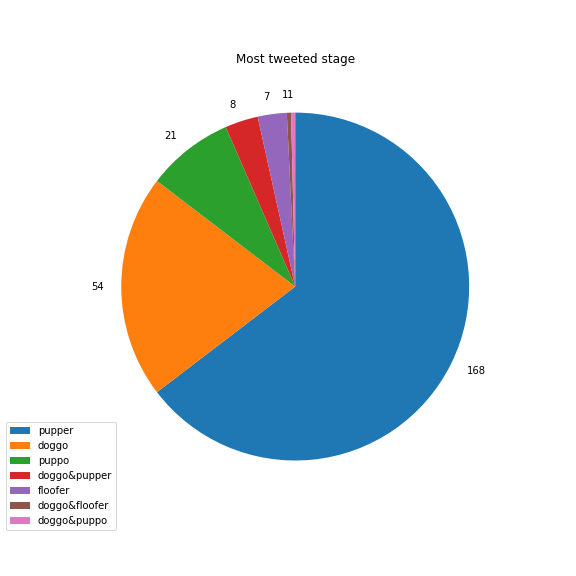 Most tweeted stage
11
7
8
21
54
168
pupper
doggo
puppo
doggo&pupper
floofer
doggo&floofer
doggo&puppo